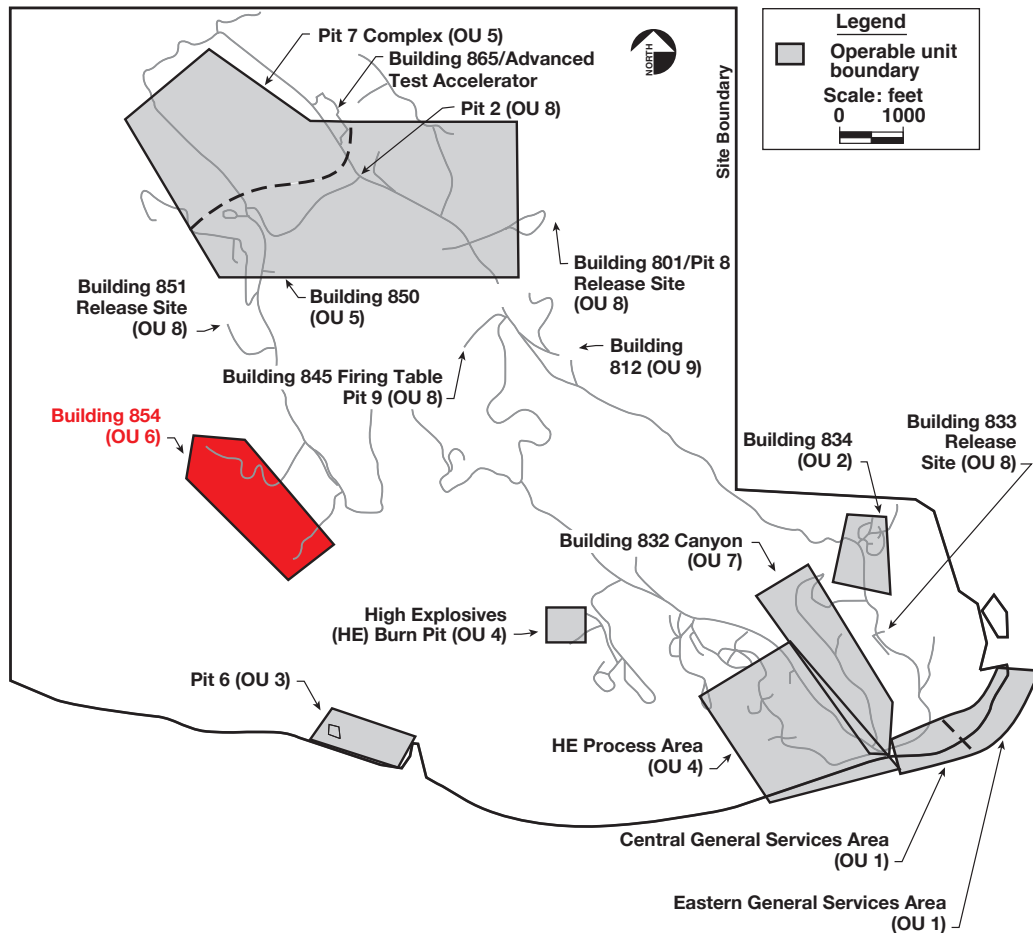 Pit 7 Complex (OU 5)
Building 865/Advanced
Test Accelerator
Pit 2 (OU 8)
NORTH
Site Boundary
Legend
Operable unit
boundary
Scale: feet
0 1000
Building 851
Release Site
(OU 8)
Building 850
(OU 5)
Building 801/Pit 8
Release Site
(OU 8)
Building
812 (OU 9)
Building 845 Firing Table
Pit 9 (OU 8)
Building 854
(OU 6)
Building 834
(OU 2)
Building 833
Release
Site (OU 8)
Building 832 Canyon
(OU 7)
High Explosives
(HE) Burn Pit (OU 4)
Pit 6 (OU 3)
HE Process Area
(OU 4)
Central General Services Area
(OU 1)
Eastern General Services Area
(OU 1)